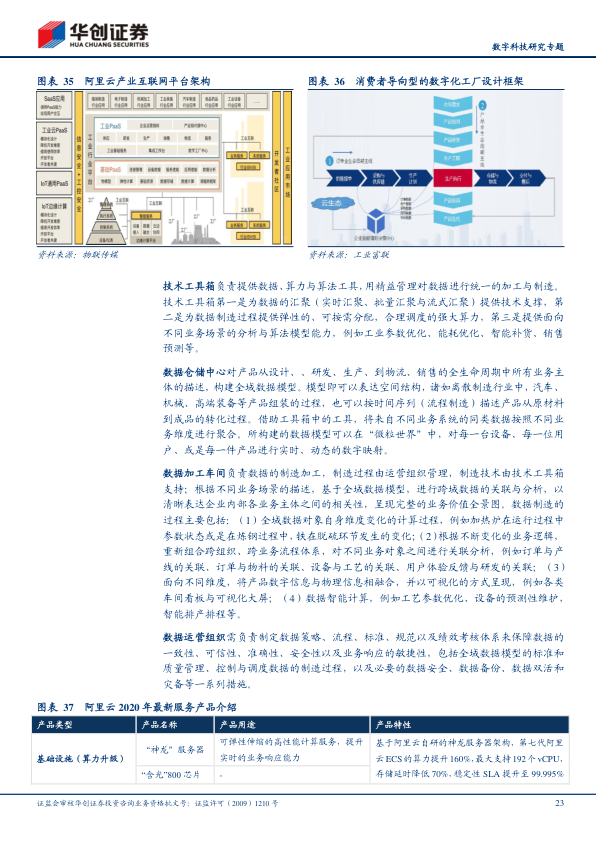 华创证券
HUA CHUANG SECURITIES
数字科技研究专题
图表 35 阿里云产业互联网平台架构
图表 36 消费者导向型的数字化工厂设计框架
SaaS应用
工业云PaaS
IoT通用PaaS
IoT边缘计算
信息安全+工控安全
工业行业平台
工业PaaS
基础PaaS
开发者社区
工业应用市场
生产执行
云生态
资料来源：物联传媒
资料来源：工业富联
技术工具箱负责提供数据、算力与算法工具，用精益管理对数据进行统一的加工与制造。
技术工具箱第一是为数据的汇聚（实时汇聚、批量汇聚与流式汇聚）提供技术支撑，第
二是为数据制造过程提供弹性的、可按需分配，合理调度的强大算力，第三是提供面向
不同业务场景的分析与算法模型能力，例如工业参数优化、能耗优化、智能补货、销售
预测等。
数据仓储中心对产品从设计、、研发、生产、到物流、销售的全生命周期中所有业务主
体的描述，构建全域数据模型。模型即可以表达空间结构，诸如离散制造行业中，汽车、
机械、高端装备等产品组装的过程，也可以按时间序列（流程制造）描述产品从原材料
到成品的转化过程。借助工具箱中的工具，将来自不同业务系统的同类数据按照不同业
务维度进行聚合。所构建的数据模型可以在“微粒世界”中，对每一台设备、每一位用
户、或是每一件产品进行实时、动态的数字映射。
数据加工车间负责数据的制造加工，制造过程由运营组织管理，制造技术由技术工具箱
支持；根据不同业务场景的描述，基于全域数据模型，进行跨域数据的关联与分析，以
清晰表达企业内部各业务主体之间的相关性，呈现完整的业务价值全景图。数据制造的
过程主要包括：（1）全域数据对象自身维度变化的计算过程，例如加热炉在运行过程中
参数状态或是在炼钢过程中，铁在脱硫环节发生的变化；（2）根据不断变化的业务逻辑，
重新组合跨组织、跨业务流程体系，对不同业务对象之间进行关联分析，例如订单与产
线的关联、订单与物料的关联、设备与工艺的关联、用户体验反馈与研发的关联；（3）
面向不同维度，将产品数字信息与物理信息相融合，并以可视化的方式呈现，例如各类
车间看板与可视化大屏；（4）数据智能计算，例如工艺参数优化、设备的预测性维护，
智能排产排程等。
数据运营组织需负责制定数据策略、流程、标准、规范以及绩效考核体系来保障数据的
一致性、可信性、准确性、安全性以及业务响应的敏捷性，包括全域数据模型的标准和
质量管理、控制与调度数据的制造过程，以及必要的数据安全、数据备份、数据双活和
灾备等一系列措施。
图表 37 阿里云 2020 年最新服务产品介绍
产品类型 产品名称 产品用途 产品特性
基础设施（算力升级） “神龙”服务器 可弹性伸缩的高性能计算服务，提升
实时的业务响应能力
基于阿里云自研的神龙服务器架构，第七代阿里
云 ECS 的算力提升 160%，最大支持 192 个 vCPU，
存储延时降低 70%，稳定性 SLA 提升至 99.995%
“含光”800 芯片 -
证监会审核华创证券投资咨询业务资格批文号：证监许可（2009）1210 号
23